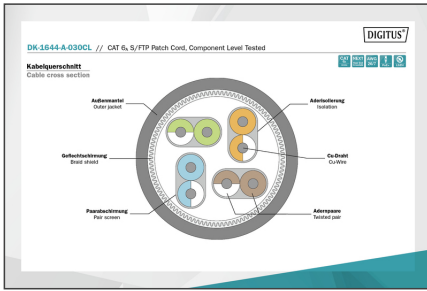 DIGITUS®
DK-1644-A-030CL // CAT 6A S/FTP Patch Cord, Component Level Tested
Kabelquerschnitt
Cable cross section
Außenmantel
Outer jacket
Aderisolierung
Isolation
Geflechtschirmung
Braid shield
Cu-Draht
Cu-Wire
Paarabschirmung
Pair screen
Adernpaare
Twisted pair